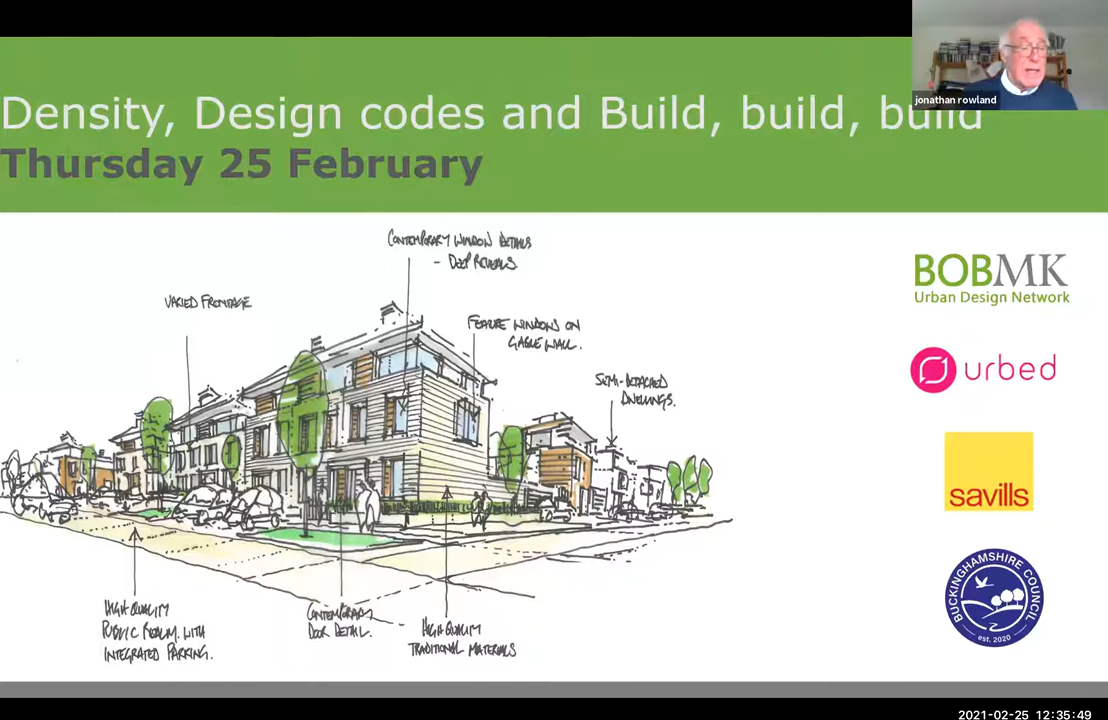 jonathan rowland
Density, Design codes and Build, build, build
Thursday 25 February
CONTEMPORARY WINDOW DETAILS
- DEEP REVEALS
VARIED FRONTAGE
FEATURE WINDOWS ON
GABLE WALL.
SEMI-DETACHED
DWELLINGS.
HIGH QUALITY
PUBLIC REALM WITH
INTEGRATED PARKING.
CONTEMPORARY
DOOR DETAIL.
HIGH QUALITY
TRADITIONAL MATERIALS
BOBMK
Urban Design Network
urbed
savills
BUCKINGHAMSHIRE COUNCIL
est. 2020
2021-02-25 12:35:49